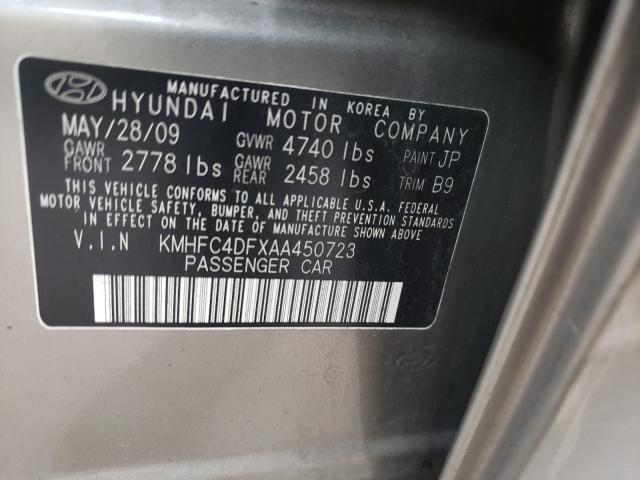 MANUFACTURED IN KOREA BY
HYUNDAI MOTOR COMPANY
MAY/28/09 GVWR 4740 lbs PAINT JP
GAWR FRONT 2778 lbs GAWR REAR 2458 lbs TRIM B9
THIS VEHICLE CONFORMS TO ALL APPLICABLE U.S.A. FEDERAL
MOTOR VEHICLE SAFETY, BUMPER, AND THEFT PREVENTION STANDARDS
IN EFFECT ON THE DATE OF MANUFACTURE SHOWN ABOVE.
V.I.N KMHFC4DFXAA450723
PASSENGER CAR